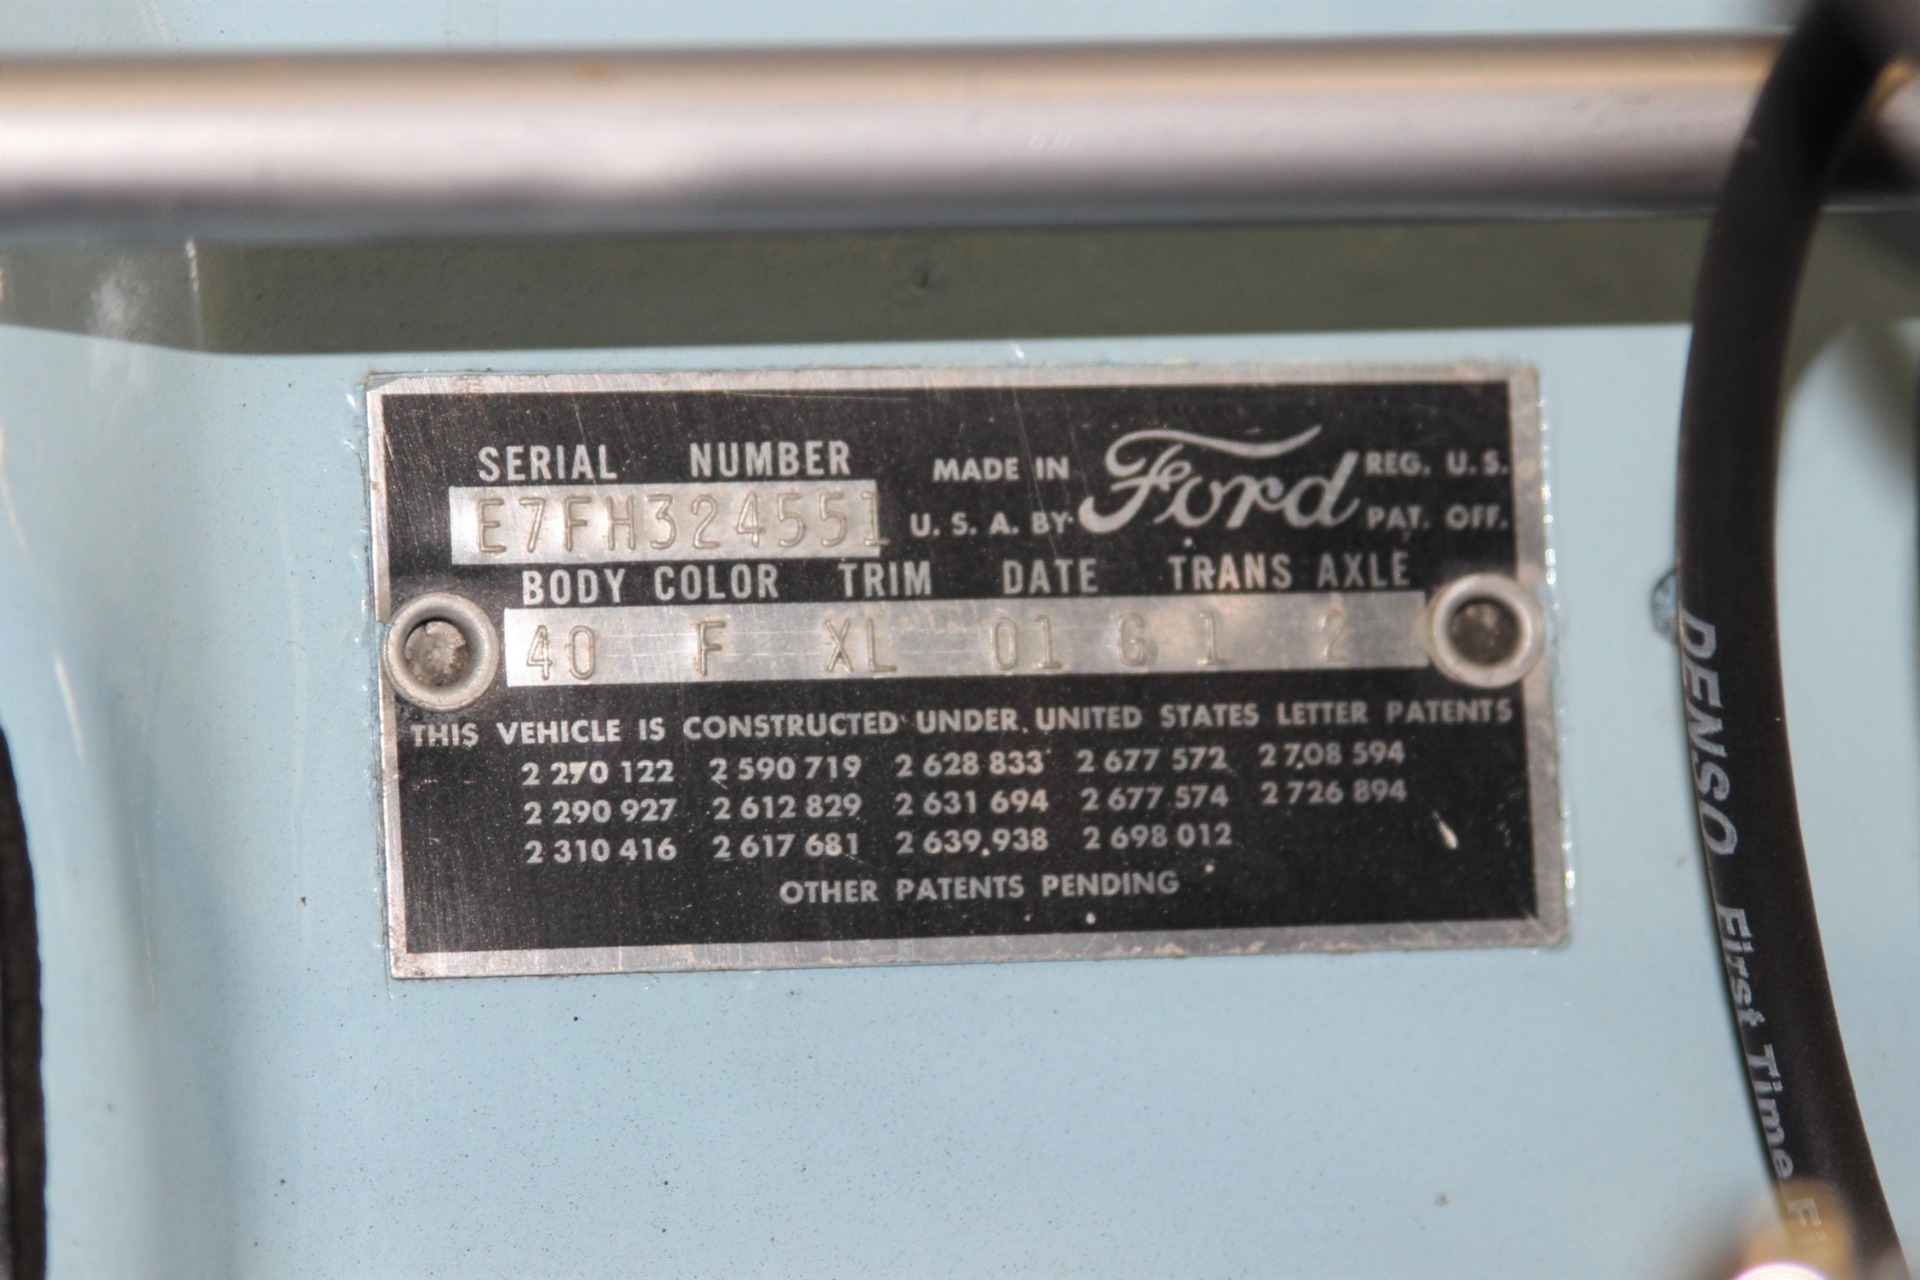 SERIAL NUMBER
E7FH324551
MADE IN
U. S. A. BY
Ford
REG. U. S.
PAT. OFF.
BODY COLOR TRIM DATE TRANS AXLE
40 F XL 01 G 1 2
THIS VEHICLE IS CONSTRUCTED UNDER UNITED STATES LETTER PATENTS
2 270 122 2 590 719 2 628 833 2 677 572 2 708 594
2 290 927 2 612 829 2 631 694 2 677 574 2 726 894
2 310 416 2 617 681 2 639 938 2 698 012
OTHER PATENTS PENDING
DENSO First Time